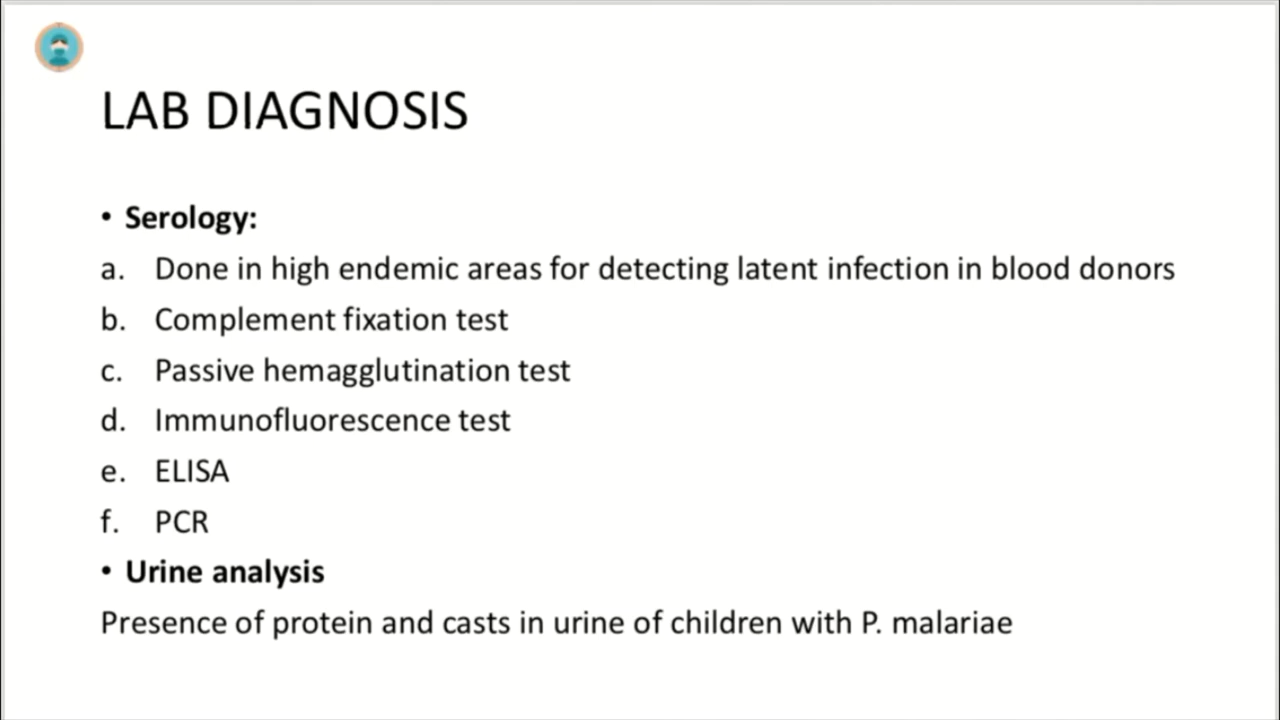 LAB DIAGNOSIS
• Serology:
a. Done in high endemic areas for detecting latent infection in blood donors
b. Complement fixation test
c. Passive hemagglutination test
d. Immunofluorescence test
e. ELISA
f. PCR
• Urine analysis
Presence of protein and casts in urine of children with P. malariae